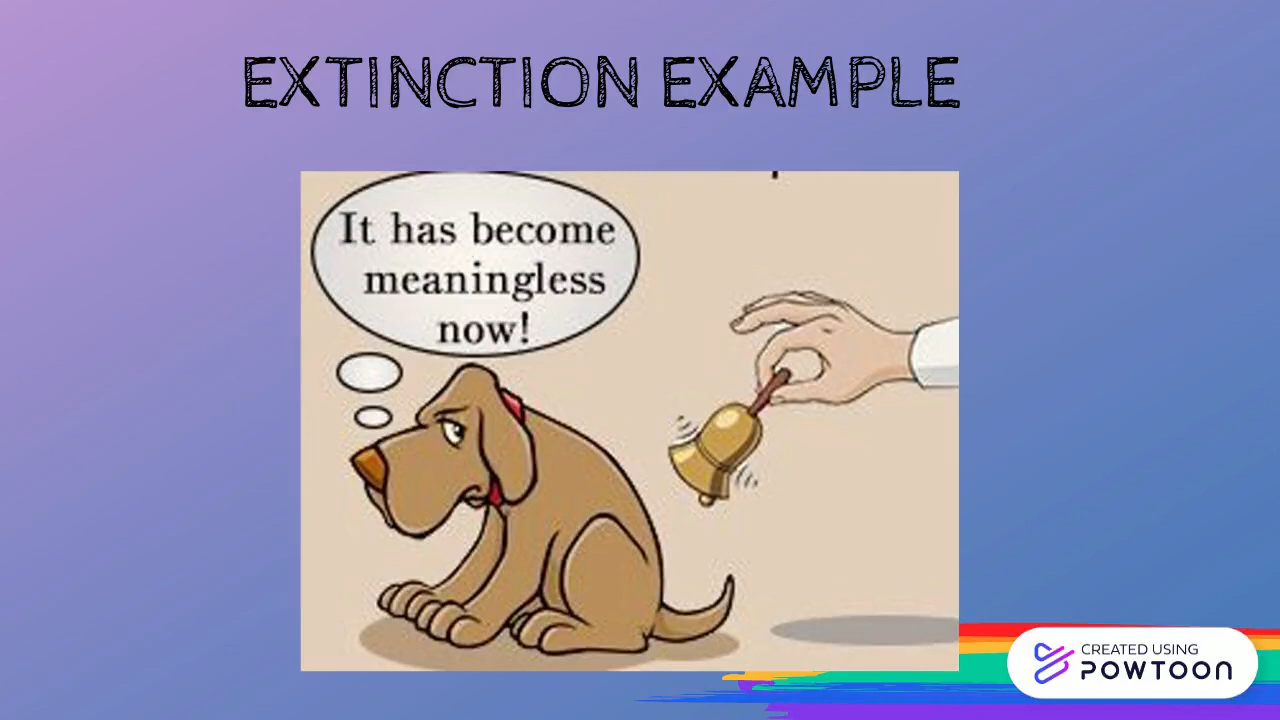 EXTINCTION EXAMPLE
It has become
meaningless
now!
CREATED USING
POWTOON